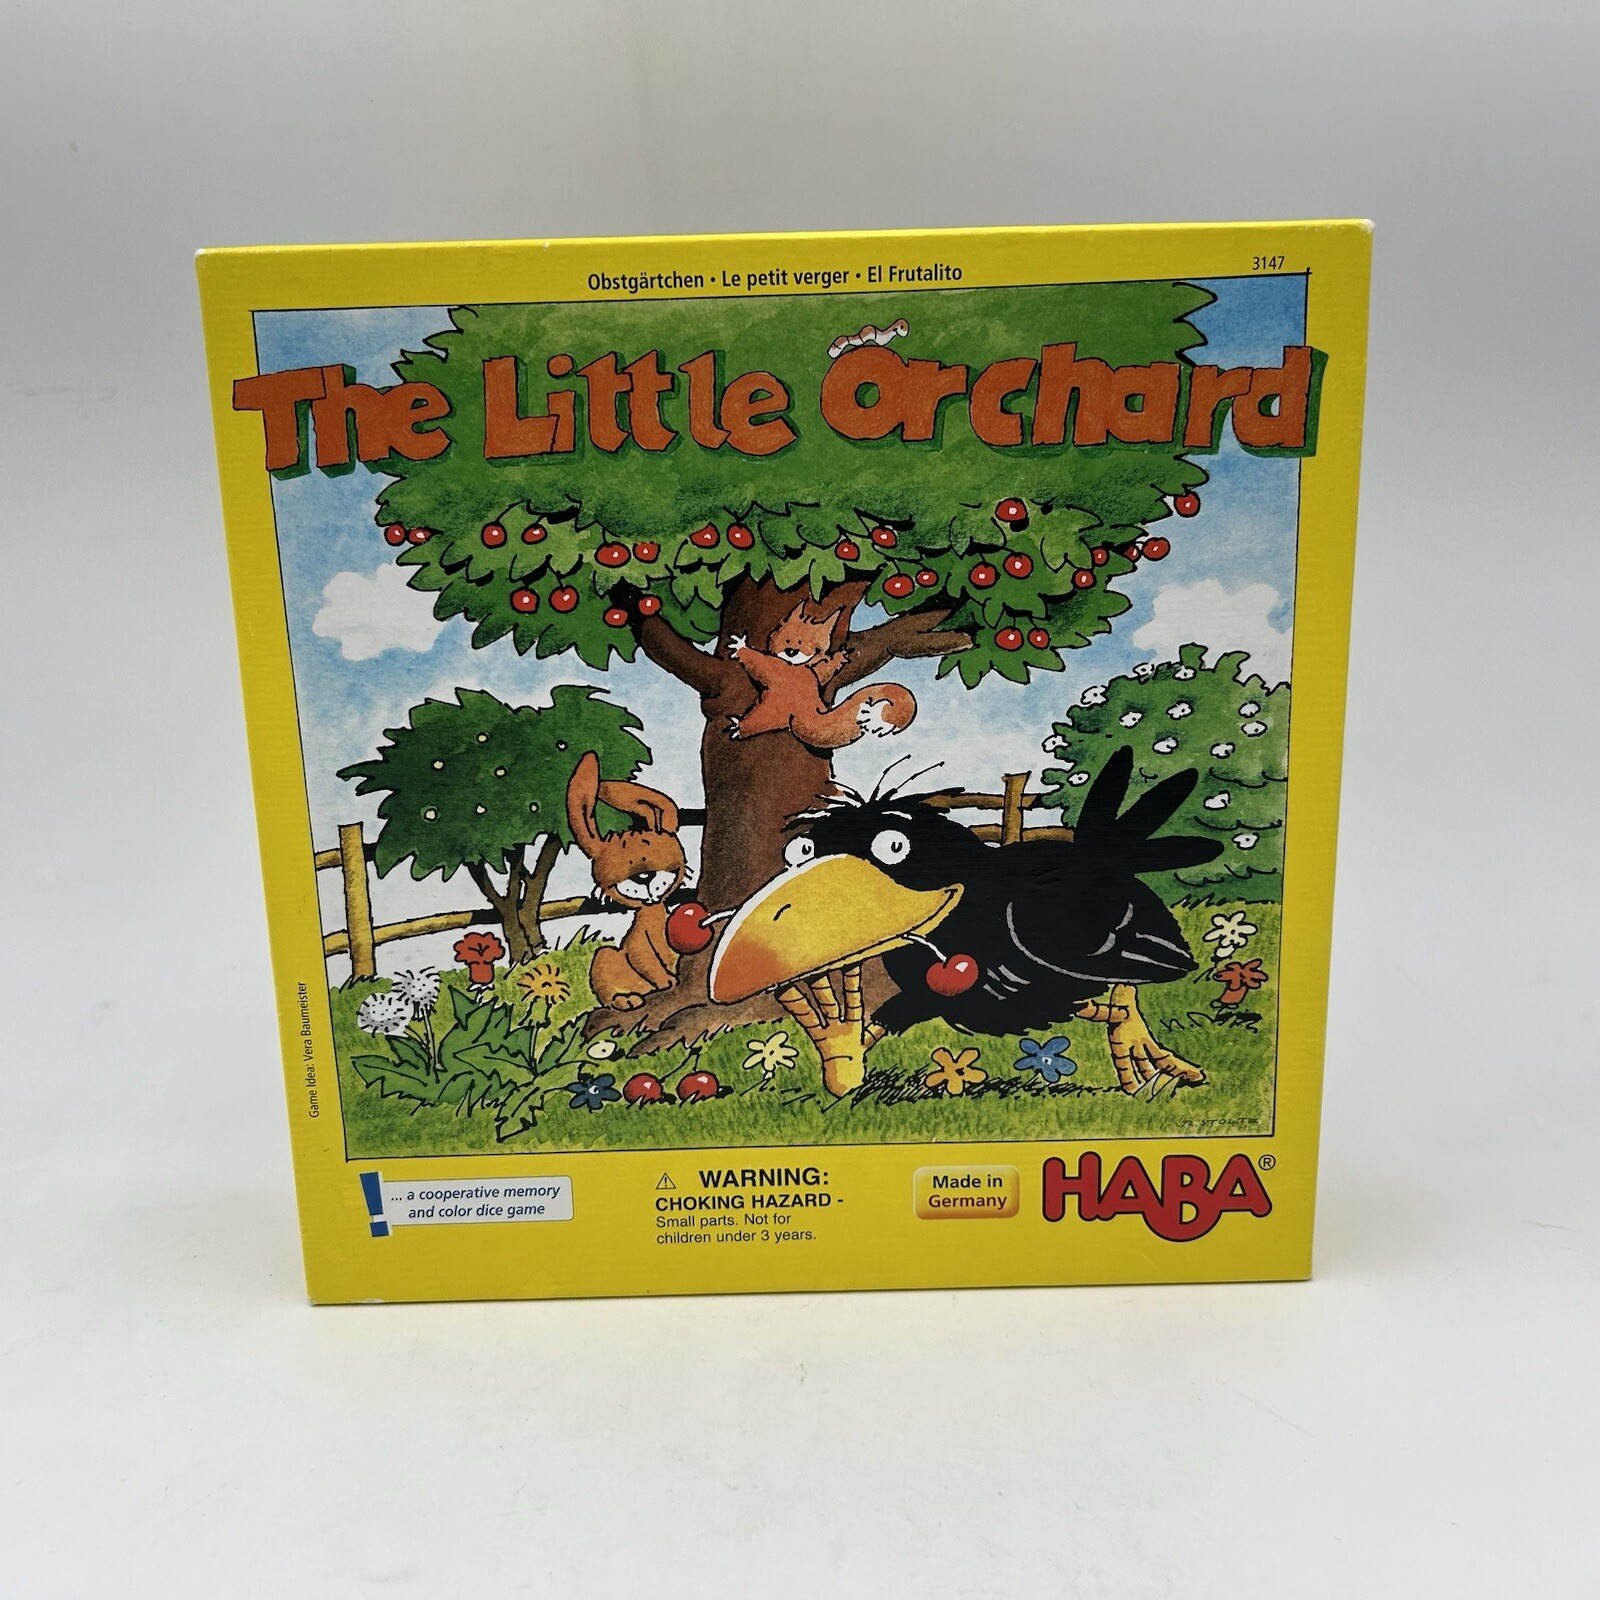 Obstgärtchen • Le petit verger • El Frutalito
3147
The Little Orchard
Game Idea: Vera Baumeister
... a cooperative memory
and color dice game
⚠ WARNING:
CHOKING HAZARD -
Small parts. Not for
children under 3 years.
Made in
Germany
HABA®